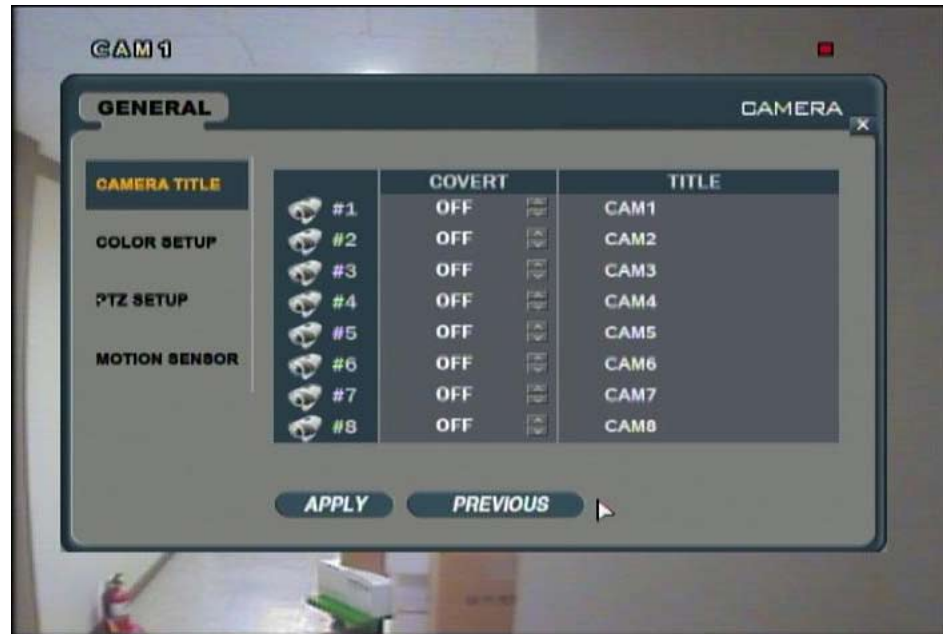 CAM 1
GENERAL
CAMERA
CAMERA TITLE
COLOR SETUP
PTZ SETUP
MOTION SENSOR
COVERT TITLE
#1 OFF CAM1
#2 OFF CAM2
#3 OFF CAM3
#4 OFF CAM4
#5 OFF CAM5
#6 OFF CAM6
#7 OFF CAM7
#8 OFF CAM8
APPLY PREVIOUS